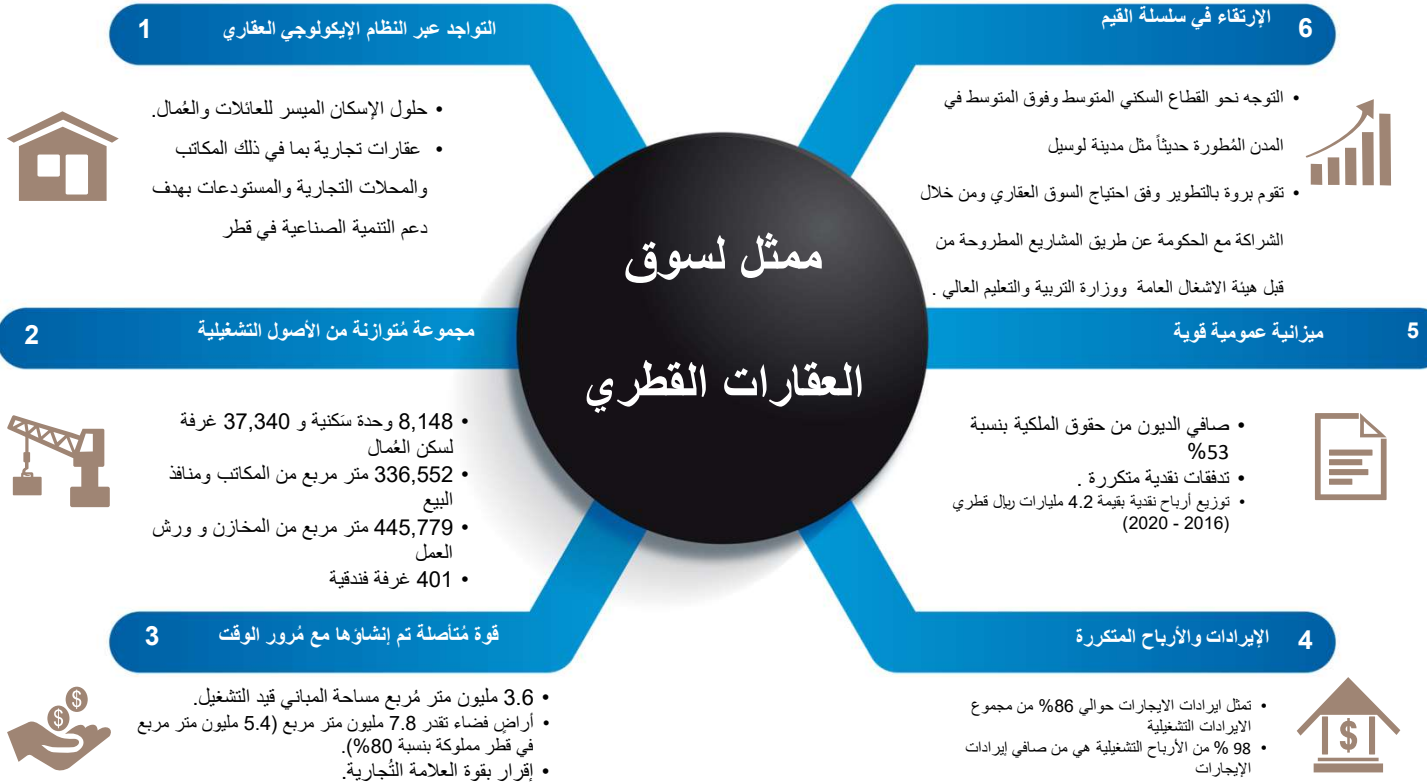 ممثل لسوق
العقارات القطري
1 التواجد عبر النظام الإيكولوجي العقاري
• حلول الإسكان الميسر للعائلات والعُمال.
• عقارات تجارية بما في ذلك المكاتب
والمحلات التجارية والمستودعات بهدف
دعم التنمية الصناعية في قطر
2 مجموعة مُتوازنة من الأصول التشغيلية
• 8,148 وحدة سَكنية و 37,340 غرفة
لسكن العُمال
• 336,552 متر مربع من المكاتب ومنافذ
البيع
• 445,779 متر مربع من المخازن و ورش
العمل
• 401 غرفة فندقية
3 قوة مُتأصلة تم إنشاؤها مع مُرور الوقت
• 3.6 مليون متر مُربع مساحة المباني قيد التشغيل.
• أراضٍ فضاء تقدر 7.8 مليون متر مربع (5.4 مليون متر مربع
في قَطر مملوكة بنسبة 80%).
• إقرار بقوة العلامة التُجارية.
4 الإيرادات والأرباح المتكررة
• تمثل ايرادات الايجارات حوالي 86% من مجموع
الايرادات التشغيلية
• 98 % من الأرباح التشغيلية هي من صافي إيرادات
الإيجارات
5 ميزانية عمومية قوية
• صافي الديون من حقوق الملكية بنسبة
53%
• تدفقات نقدية متكررة .
• توزيع أرباح نقدية بقيمة 4.2 مليارات ريال قطري
(2016 - 2020)
6 الإرتقاء في سلسلة القيم
• التوجه نحو القطاع السكني المتوسط وفوق المتوسط في
المدن المُطورة حديثاً مثل مدينة لوسيل
• تقوم بروة بالتطوير وفق احتياج السوق العقاري ومن خلال
الشراكة مع الحكومة عن طريق المشاريع المطروحة من
قبل هيئة الاشغال العامة ووزارة التربية والتعليم العالي .
$
$
$